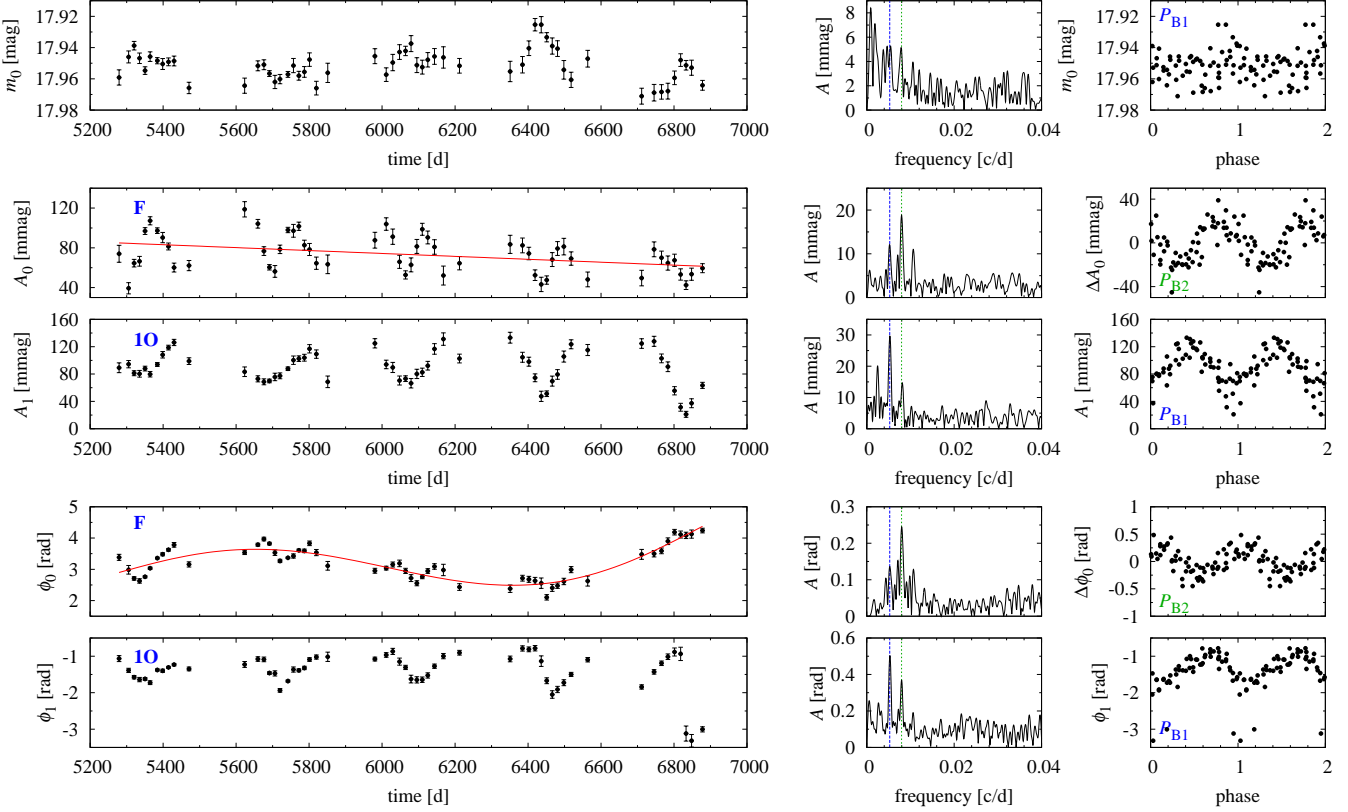 17.92
17.94
17.96
17.98
m₀ [mag]
5200 5400 5600 5800 6000 6200 6400 6600 6800 7000
time [d]
8
6
4
2
0
A [mmag]
0 0.02 0.04
frequency [c/d]
P_B1
17.92
17.94
17.96
17.98
m₀ [mag]
0 1 2
phase
F
120
80
40
A₀ [mmag]
20
10
0
A [mmag]
40
0
-40
ΔA₀ [mmag]
P_B2
1O
160
120
80
40
0
A₁ [mmag]
5200 5400 5600 5800 6000 6200 6400 6600 6800 7000
time [d]
30
20
10
0
A [mmag]
0 0.02 0.04
frequency [c/d]
160
120
80
40
0
A₁ [mmag]
P_B1
0 1 2
phase
F
5
4
3
2
ϕ₀ [rad]
0.3
0.2
0.1
0
A [rad]
1
0.5
0
-0.5
-1
Δϕ₀ [rad]
P_B2
1O
-1
-2
-3
ϕ₁ [rad]
5200 5400 5600 5800 6000 6200 6400 6600 6800 7000
time [d]
0.6
0.4
0.2
0
A [rad]
0 0.02 0.04
frequency [c/d]
-1
-2
-3
ϕ₁ [rad]
P_B1
0 1 2
phase